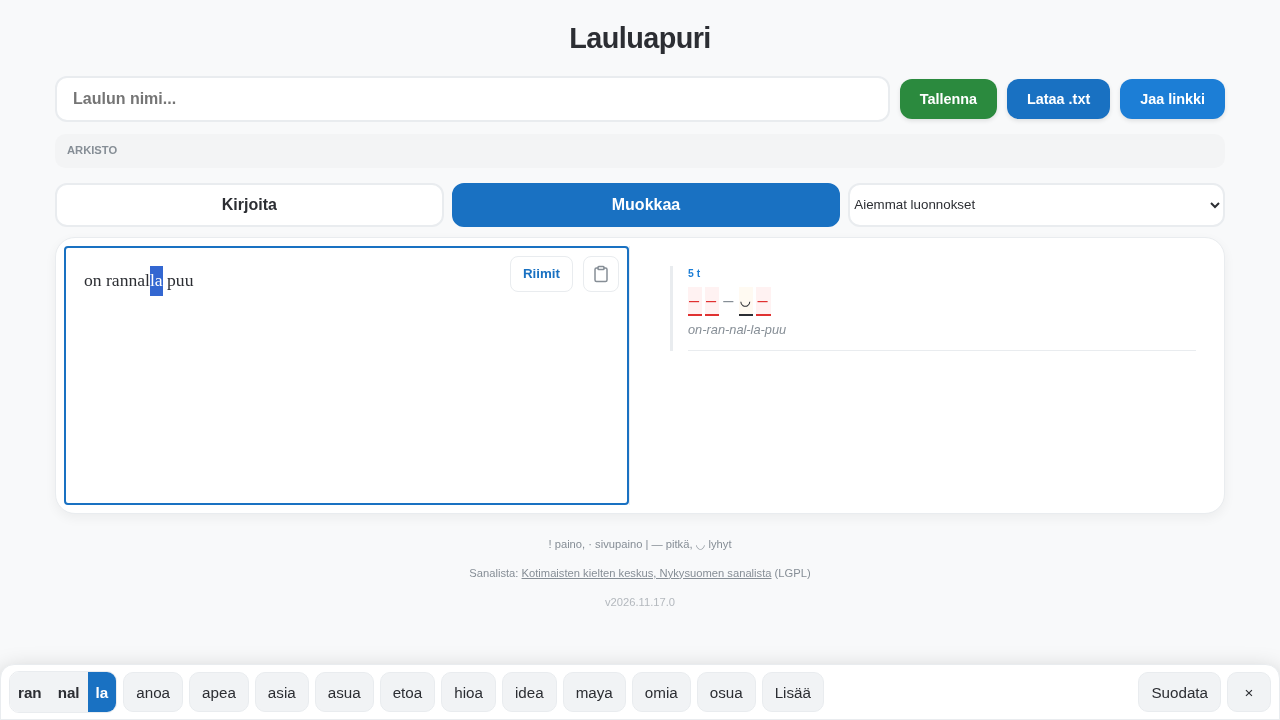 Lauluapuri
Laulun nimi...
Tallenna
Lataa .txt
Jaa linkki
ARKISTO
Kirjoita
Muokkaa
Aiemmat luonnokset
on rannalla puu
Riimit
5 t
— — — ◡ —
on-ran-nal-la-puu
! paino, · sivupaino | — pitkä, ◡ lyhyt
Sanalista: Kotimaisten kielten keskus, Nykysuomen sanalista (LGPL)
v2026.11.17.0
ran nal la anoa apea asia asua etoa hioa idea maya omia osua Lisää Suodata ×